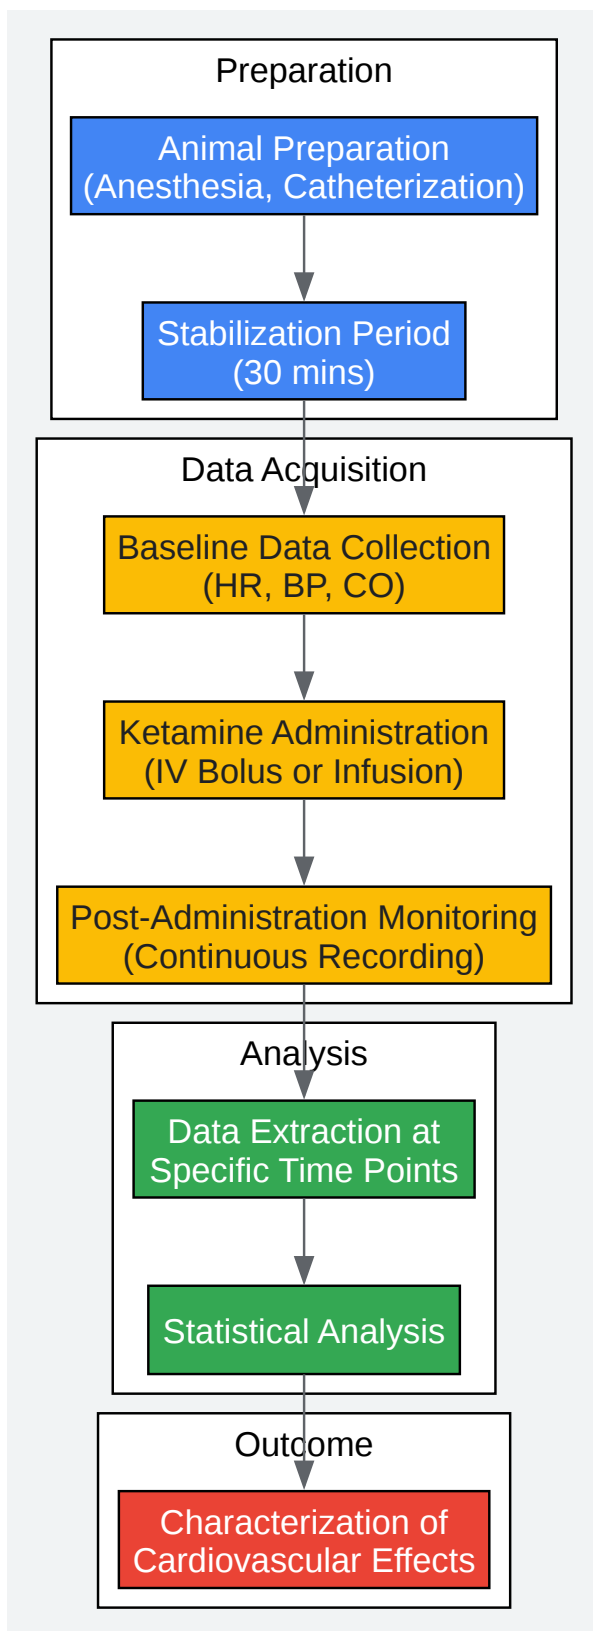 Preparation
Animal Preparation
(Anesthesia, Catheterization)
Stabilization Period
(30 mins)
Data Acquisition
Baseline Data Collection
(HR, BP, CO)
Ketamine Administration
(IV Bolus or Infusion)
Post-Administration Monitoring
(Continuous Recording)
Analysis
Data Extraction at
Specific Time Points
Statistical Analysis
Outcome
Characterization of
Cardiovascular Effects